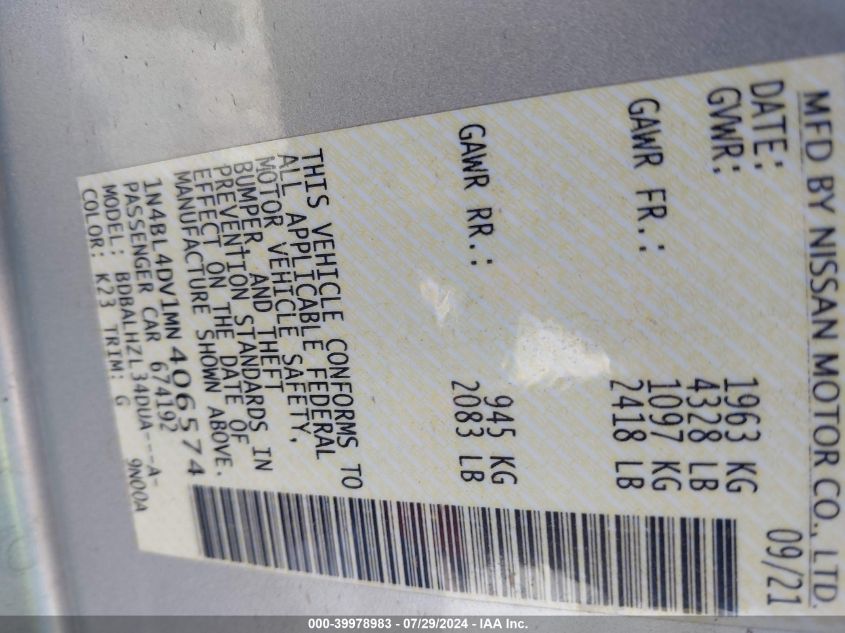 MFD BY NISSAN MOTOR CO., LTD.
DATE: 09/21
GVWR: 1963 KG
4328 LB
GAWR FR.: 1097 KG
2418 LB
GAWR RR.: 945 KG
2083 LB
THIS VEHICLE CONFORMS TO
ALL APPLICABLE FEDERAL
MOTOR VEHICLE SAFETY,
BUMPER, AND THEFT
PREVENTION STANDARDS IN
EFFECT ON THE DATE OF
MANUFACTURE SHOWN ABOVE.
1N4BL4DV1MN406574
PASSENGER CAR 674192
MODEL: BDBALHZL34DUA---A-
COLOR: K23 TRIM: G 9N00A
000-39978983 - 07/29/2024 - IAA Inc.